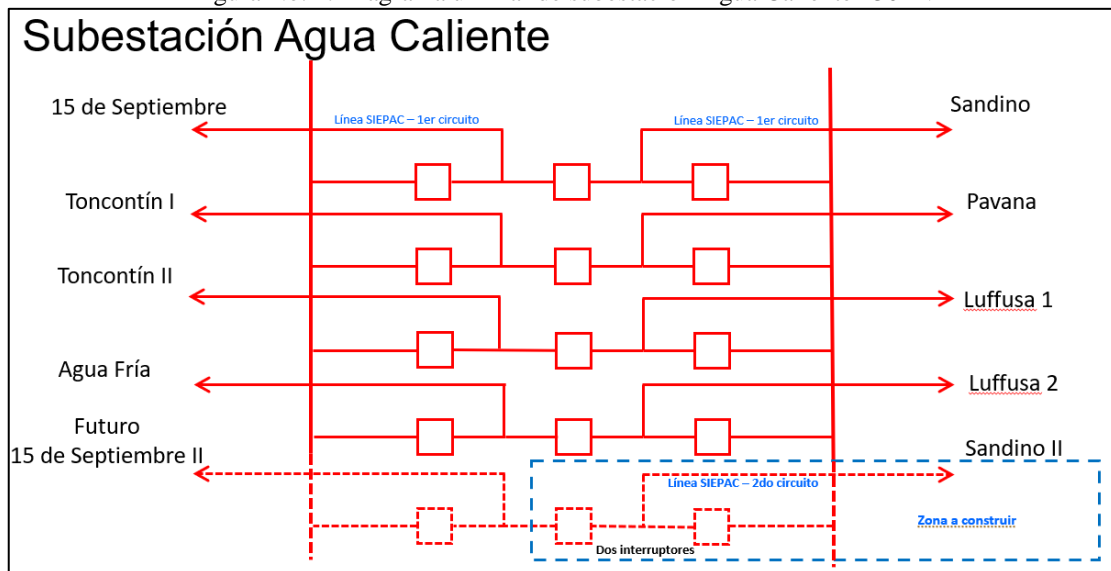 Subestación Agua Caliente
15 de Septiembre
Línea SIEPAC – 1er circuito
Línea SIEPAC – 1er circuito
Sandino
Toncontín I
Pavana
Toncontín II
Luffusa 1
Agua Fría
Luffusa 2
Futuro
15 de Septiembre II
Sandino II
Línea SIEPAC – 2do circuito
Zona a construir
Dos interruptores